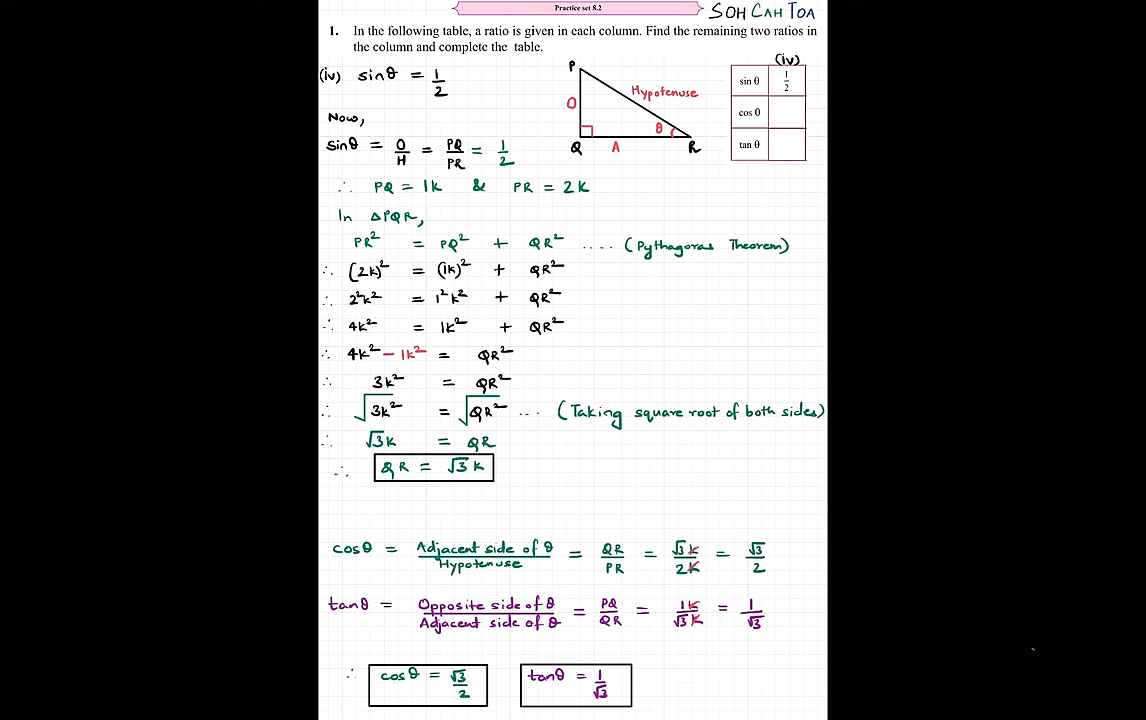 Practice set 8.2
SOH CAH TOA
1. In the following table, a ratio is given in each column. Find the remaining two ratios in
the column and complete the table.
(iv) sinθ = 1/2
P
O
Hypotenuse
θ
Q A R
(iv)
sin θ 1/2
cos θ
tan θ
Now,
sinθ = O/H = PQ/PR = 1/2
∴ PQ = 1k & PR = 2k
In △PQR,
PR² = PQ² + QR² .... (Pythagoras Theorem)
∴ (2k)² = (1k)² + QR²
∴ 2²k² = 1²k² + QR²
∴ 4k² = 1k² + QR²
∴ 4k² - 1k² = QR²
∴ 3k² = QR²
∴ √3k² = √QR² .... (Taking square root of both sides)
∴ √3k = QR
∴ QR = √3 k
cosθ = Adjacent side of θ/Hypotenuse = QR/PR = √3k/2k = √3/2
tanθ = Opposite side of θ/Adjacent side of θ = PQ/QR = 1k/√3k = 1/√3
∴ cosθ = √3/2 tanθ = 1/√3